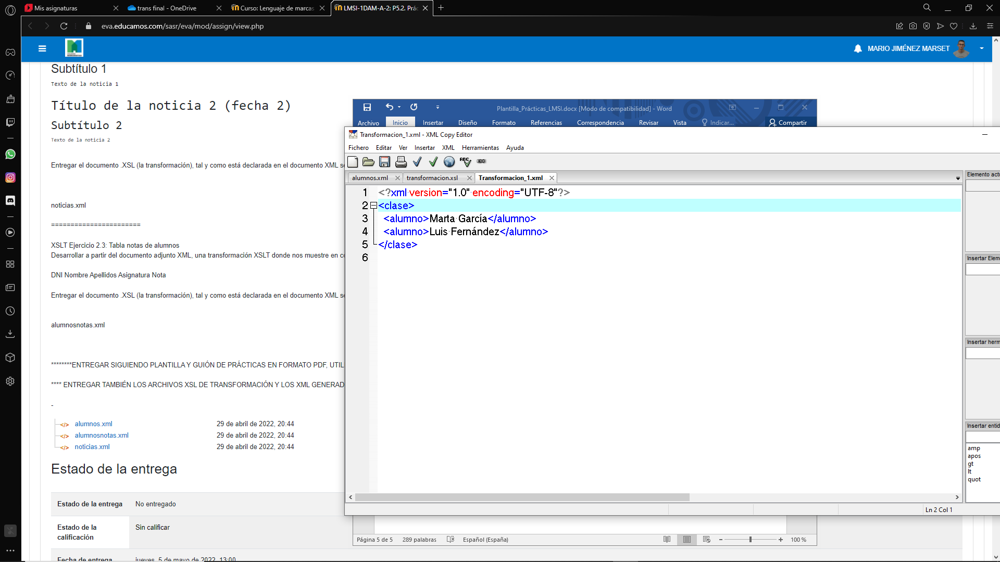 Mis asignaturas
trans final - OneDrive
Curso: Lenguaje de marcas
LMSI-1DAM-A-2: P5.2. Prác
eva.educamos.com/sasr/eva/mod/assign/view.php
MARIO JIMÉNEZ MARSET
Subtítulo 1
Texto de la noticia 1
Título de la noticia 2 (fecha 2)
Subtítulo 2
Texto de la noticia 2
Entregar el documento .XSL (la transformación), tal y como está declarada en el documento XML se
noticias.xml
=======================
XSLT Ejercicio 2.3: Tabla notas de alumnos
Desarrollar a partir del documento adjunto XML, una transformación XSLT donde nos muestre en co
DNI Nombre Apellidos Asignatura Nota
Entregar el documento .XSL (la transformación), tal y como está declarada en el documento XML se
alumnosnotas.xml
********ENTREGAR SIGUIENDO PLANTILLA Y GUIÓN DE PRÁCTICAS EN FORMATO PDF, UTIL
**** ENTREGAR TAMBIÉN LOS ARCHIVOS XSL DE TRANSFORMACIÓN Y LOS XML GENERAD
-
alumnos.xml 29 de abril de 2022, 20:44
alumnosnotas.xml 29 de abril de 2022, 20:44
noticias.xml 29 de abril de 2022, 20:44
Estado de la entrega
Estado de la entrega No entregado
Estado de la calificación Sin calificar
Fecha de entrega jueves, 5 de mayo de 2022, 13:00
Plantilla_Prácticas_LMSI.docx [Modo de compatibilidad] - Word
Archivo Inicio Insertar Diseño Formato Referencias Correspondencia Revisar Vista Indicar... Compartir
Transformacion_1.xml - XML Copy Editor
Fichero Editar Ver Insertar XML Herramientas Ayuda
ABC
alumnos.xml transformacion.xsl Transformacion_1.xml
1 <?xml version="1.0" encoding="UTF-8"?>
2 <clase>
3 <alumno>Marta García</alumno>
4 <alumno>Luis Fernández</alumno>
5 </clase>
6
Elemento actu
Insertar Elem
Insertar herm
Insertar entid
amp
apos
gt
lt
quot
Ln 2 Col 1
Página 5 de 5 289 palabras Español (España) 100 %